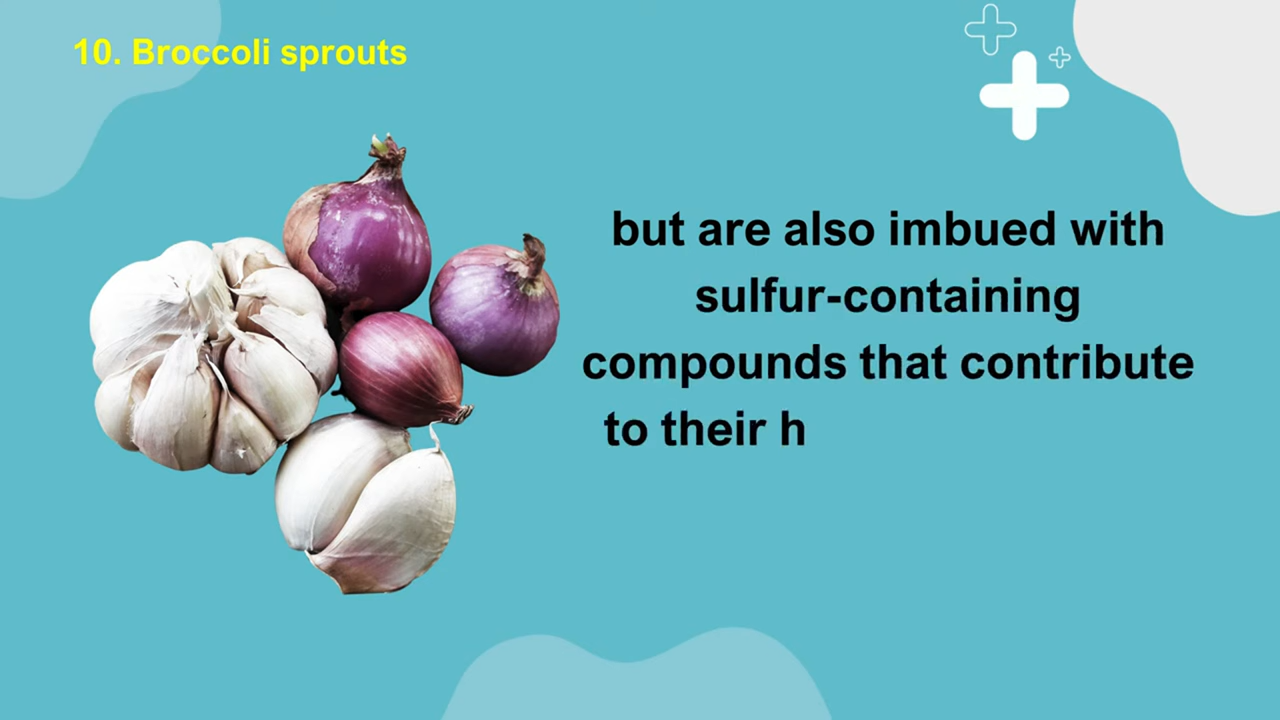 10. Broccoli sprouts
but are also imbued with
sulfur-containing
compounds that contribute
to their h